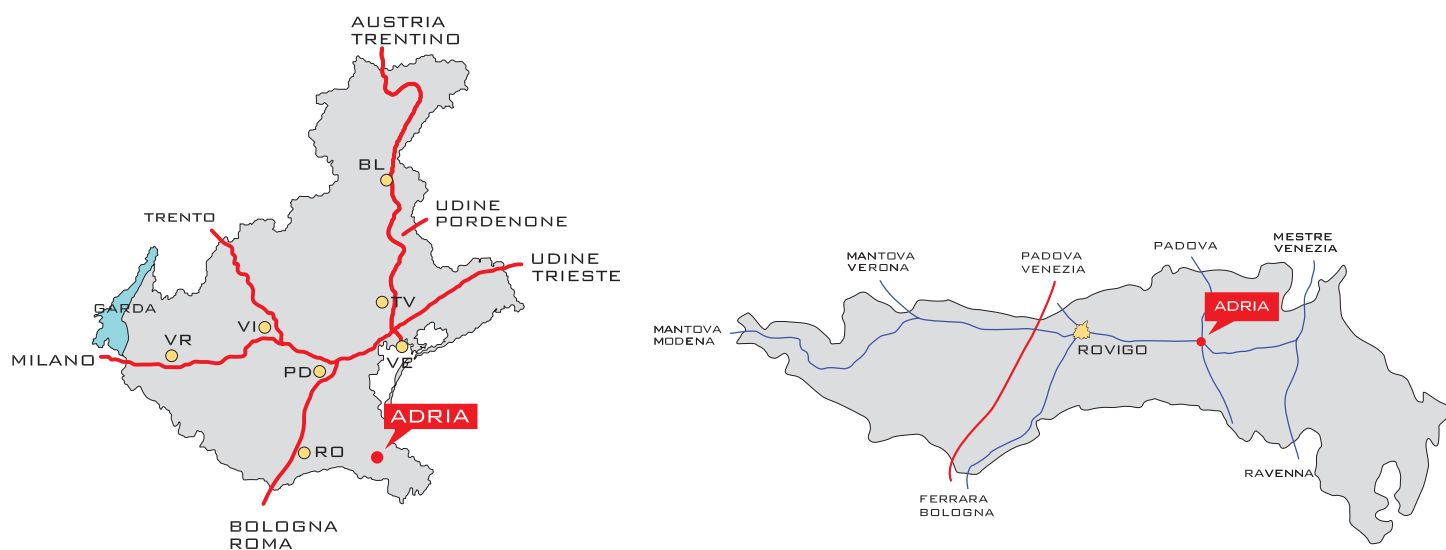 AUSTRIA
TRENTINO
BL
UDINE
PORDENONE
TRENTO
UDINE
TRIESTE
GARDA
TV
VI
VR
VE
MILANO
PD
ADRIA
RO
BOLOGNA
ROMA
MESTRE
VENEZIA
PADOVA
MANTOVA
VERONA
PADOVA
VENEZIA
ADRIA
MANTOVA
MODENA
ROVIGO
RAVENNA
FERRARA
BOLOGNA